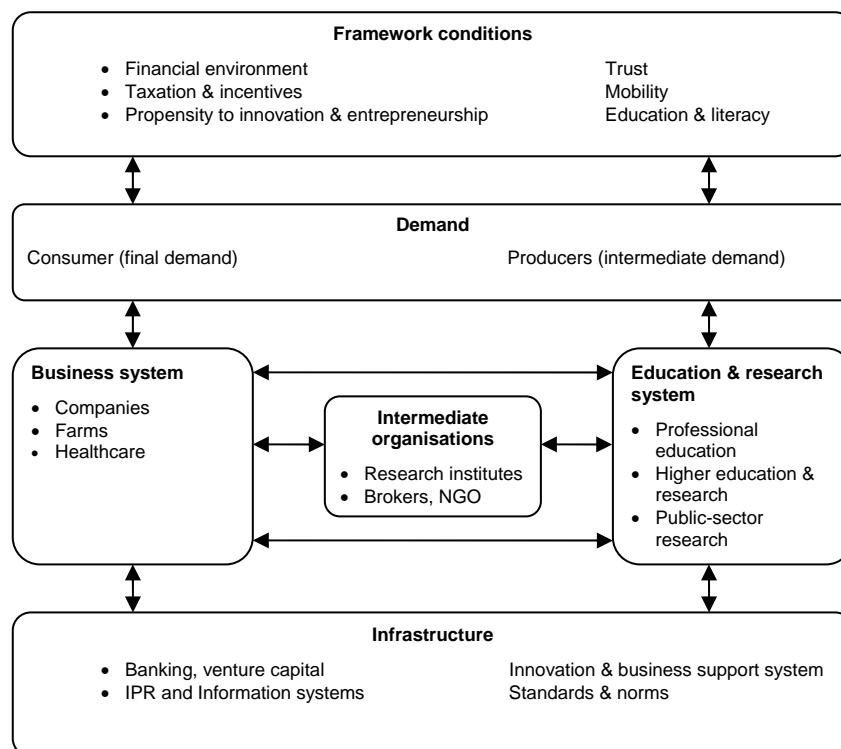 Framework conditions
• Financial environment Trust
• Taxation & incentives Mobility
• Propensity to innovation & entrepreneurship Education & literacy
Demand
Consumer (final demand) Producers (intermediate demand)
Business system
• Companies
• Farms
• Healthcare
Intermediate
organisations
• Research institutes
• Brokers, NGO
Education & research
system
• Professional
education
• Higher education &
research
• Public-sector
research
Infrastructure
• Banking, venture capital Innovation & business support system
• IPR and Information systems Standards & norms